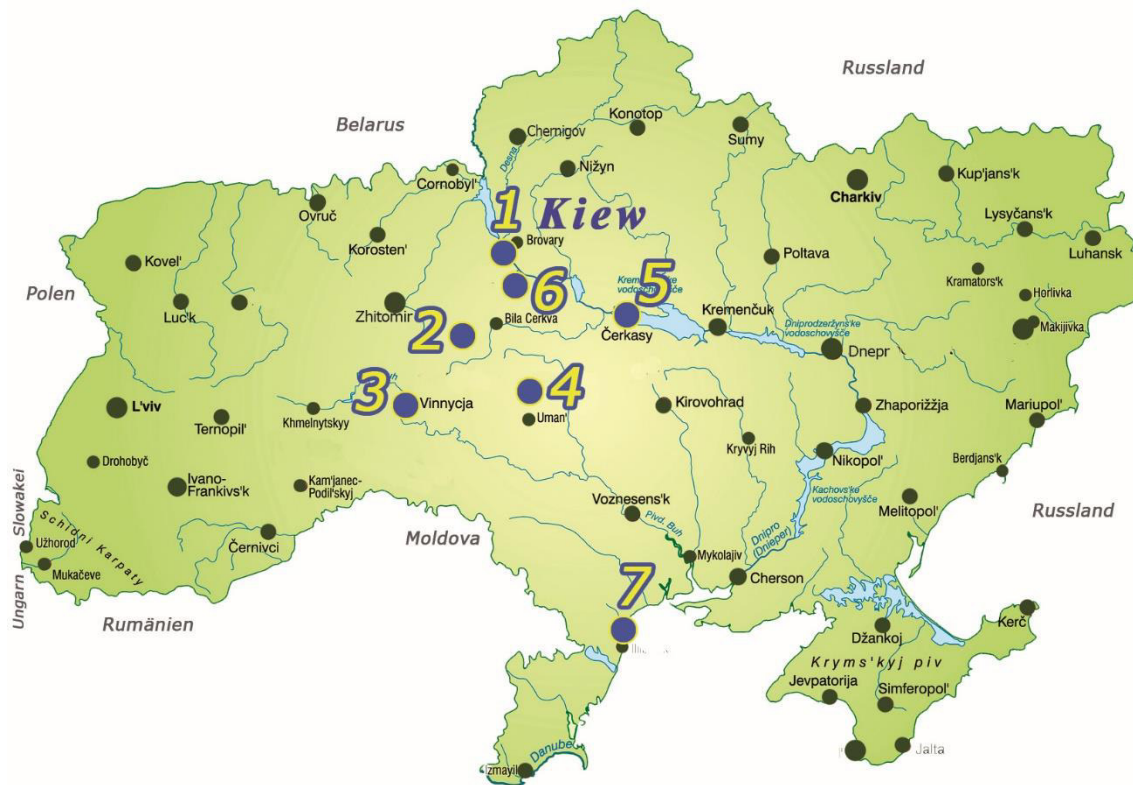 Russland
Belarus
Konotop
Chernigov
Sumy
Desna
Nižyn
Cornobyl'
Kup'jans'k
Charkiv
Ovruč
1 Kiew
Lysyčans'k
Korosten'
Brovary
Luhansk
Poltava
Kovel'
6
5
Kramators'k
Polen
Horlivka
Luc'k
Zhitomir
2
Bila Cerkva
Čerkasy
Kremenčuk
Dniprodzeržyns'ke
vodoschovyšče
Makijivka
Dnepr
3
4
L'viv
Vinnycja
Kirovohrad
Zhaporižžja
Mariupol'
Khmelnytskyy
Uman'
Ternopil'
Kryvyj Rih
Drohobyč
Nikopol'
Berdjans'k
Ivano-
Frankivs'k
Kam'janec-
Podil'skyj
Kachovs'ke
vodoschovyšče
Slowakei
Voznesens'k
Melitopol'
Russland
Schidni Karpaty
Pivd. Buh
Dnipro
(Dnieper)
Moldova
Černivci
Užhorod
Mukačeve
Mykolajiv
Cherson
Ungarn
7
Rumänien
Kerč
Džankoj
Kryms'kyj piv
Jevpatorija
Simferopol'
Danube
Jalta
Izmayil